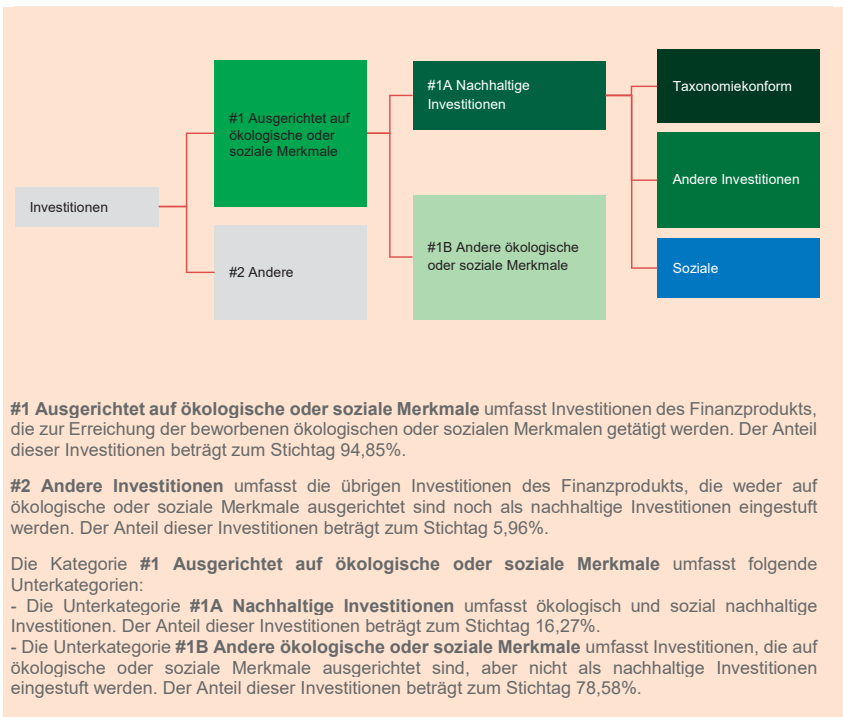 #1 Ausgerichtet auf
ökologische oder
soziale Merkmale
#1A Nachhaltige
Investitionen
Taxonomiekonform
Andere Investitionen
Investitionen
#2 Andere
#1B Andere ökologische
oder soziale Merkmale
Soziale
#1 Ausgerichtet auf ökologische oder soziale Merkmale umfasst Investitionen des Finanzprodukts,
die zur Erreichung der beworbenen ökologischen oder sozialen Merkmalen getätigt werden. Der Anteil
dieser Investitionen beträgt zum Stichtag 94,85%.
#2 Andere Investitionen umfasst die übrigen Investitionen des Finanzprodukts, die weder auf
ökologische oder soziale Merkmale ausgerichtet sind noch als nachhaltige Investitionen eingestuft
werden. Der Anteil dieser Investitionen beträgt zum Stichtag 5,96%.
Die Kategorie #1 Ausgerichtet auf ökologische oder soziale Merkmale umfasst folgende
Unterkategorien:
- Die Unterkategorie #1A Nachhaltige Investitionen umfasst ökologisch und sozial nachhaltige
Investitionen. Der Anteil dieser Investitionen beträgt zum Stichtag 16,27%.
- Die Unterkategorie #1B Andere ökologische oder soziale Merkmale umfasst Investitionen, die auf
ökologische oder soziale Merkmale ausgerichtet sind, aber nicht als nachhaltige Investitionen
eingestuft werden. Der Anteil dieser Investitionen beträgt zum Stichtag 78,58%.